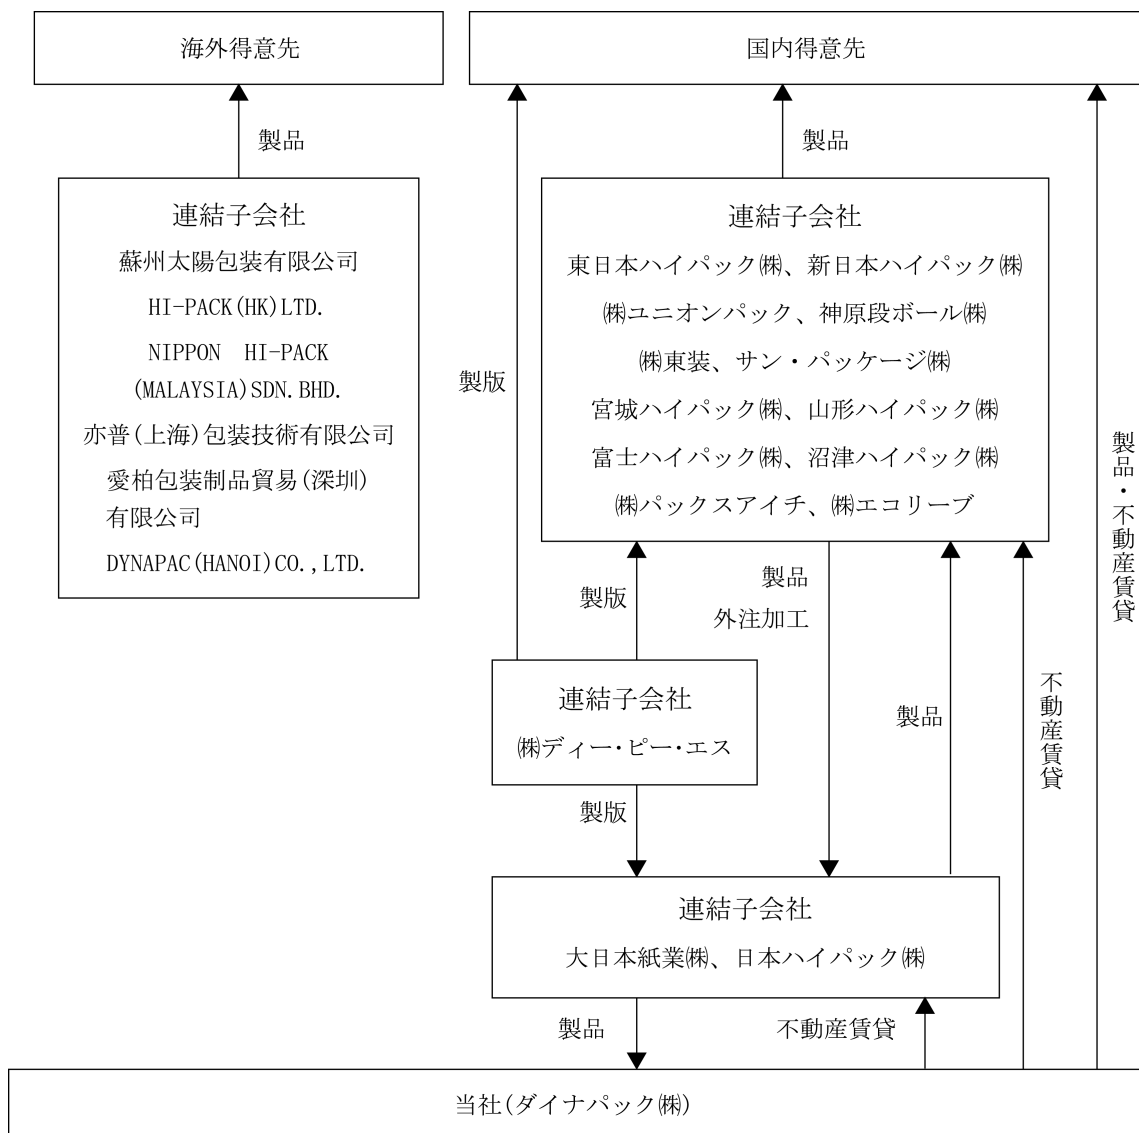 海外得意先
国内得意先
製品
製品
連結子会社
蘇州太陽包装有限公司
HI-PACK(HK)LTD.
NIPPON　HI-PACK
(MALAYSIA)SDN.BHD.
亦普(上海)包装技術有限公司
愛柏包装制品貿易(深圳)
有限公司
DYNAPAC(HANOI)CO.,LTD.
製版
連結子会社
東日本ハイパック㈱、新日本ハイパック㈱
㈱ユニオンパック、神原段ボール㈱
㈱東装、サン・パッケージ㈱
宮城ハイパック㈱、山形ハイパック㈱
富士ハイパック㈱、沼津ハイパック㈱
㈱パックスアイチ、㈱エコリーブ
製品・不動産賃貸
製版
製品
外注加工
製品
不動産賃貸
連結子会社
㈱ディー・ピー・エス
製版
連結子会社
大日本紙業㈱、日本ハイパック㈱
製品
不動産賃貸
当社(ダイナパック㈱)